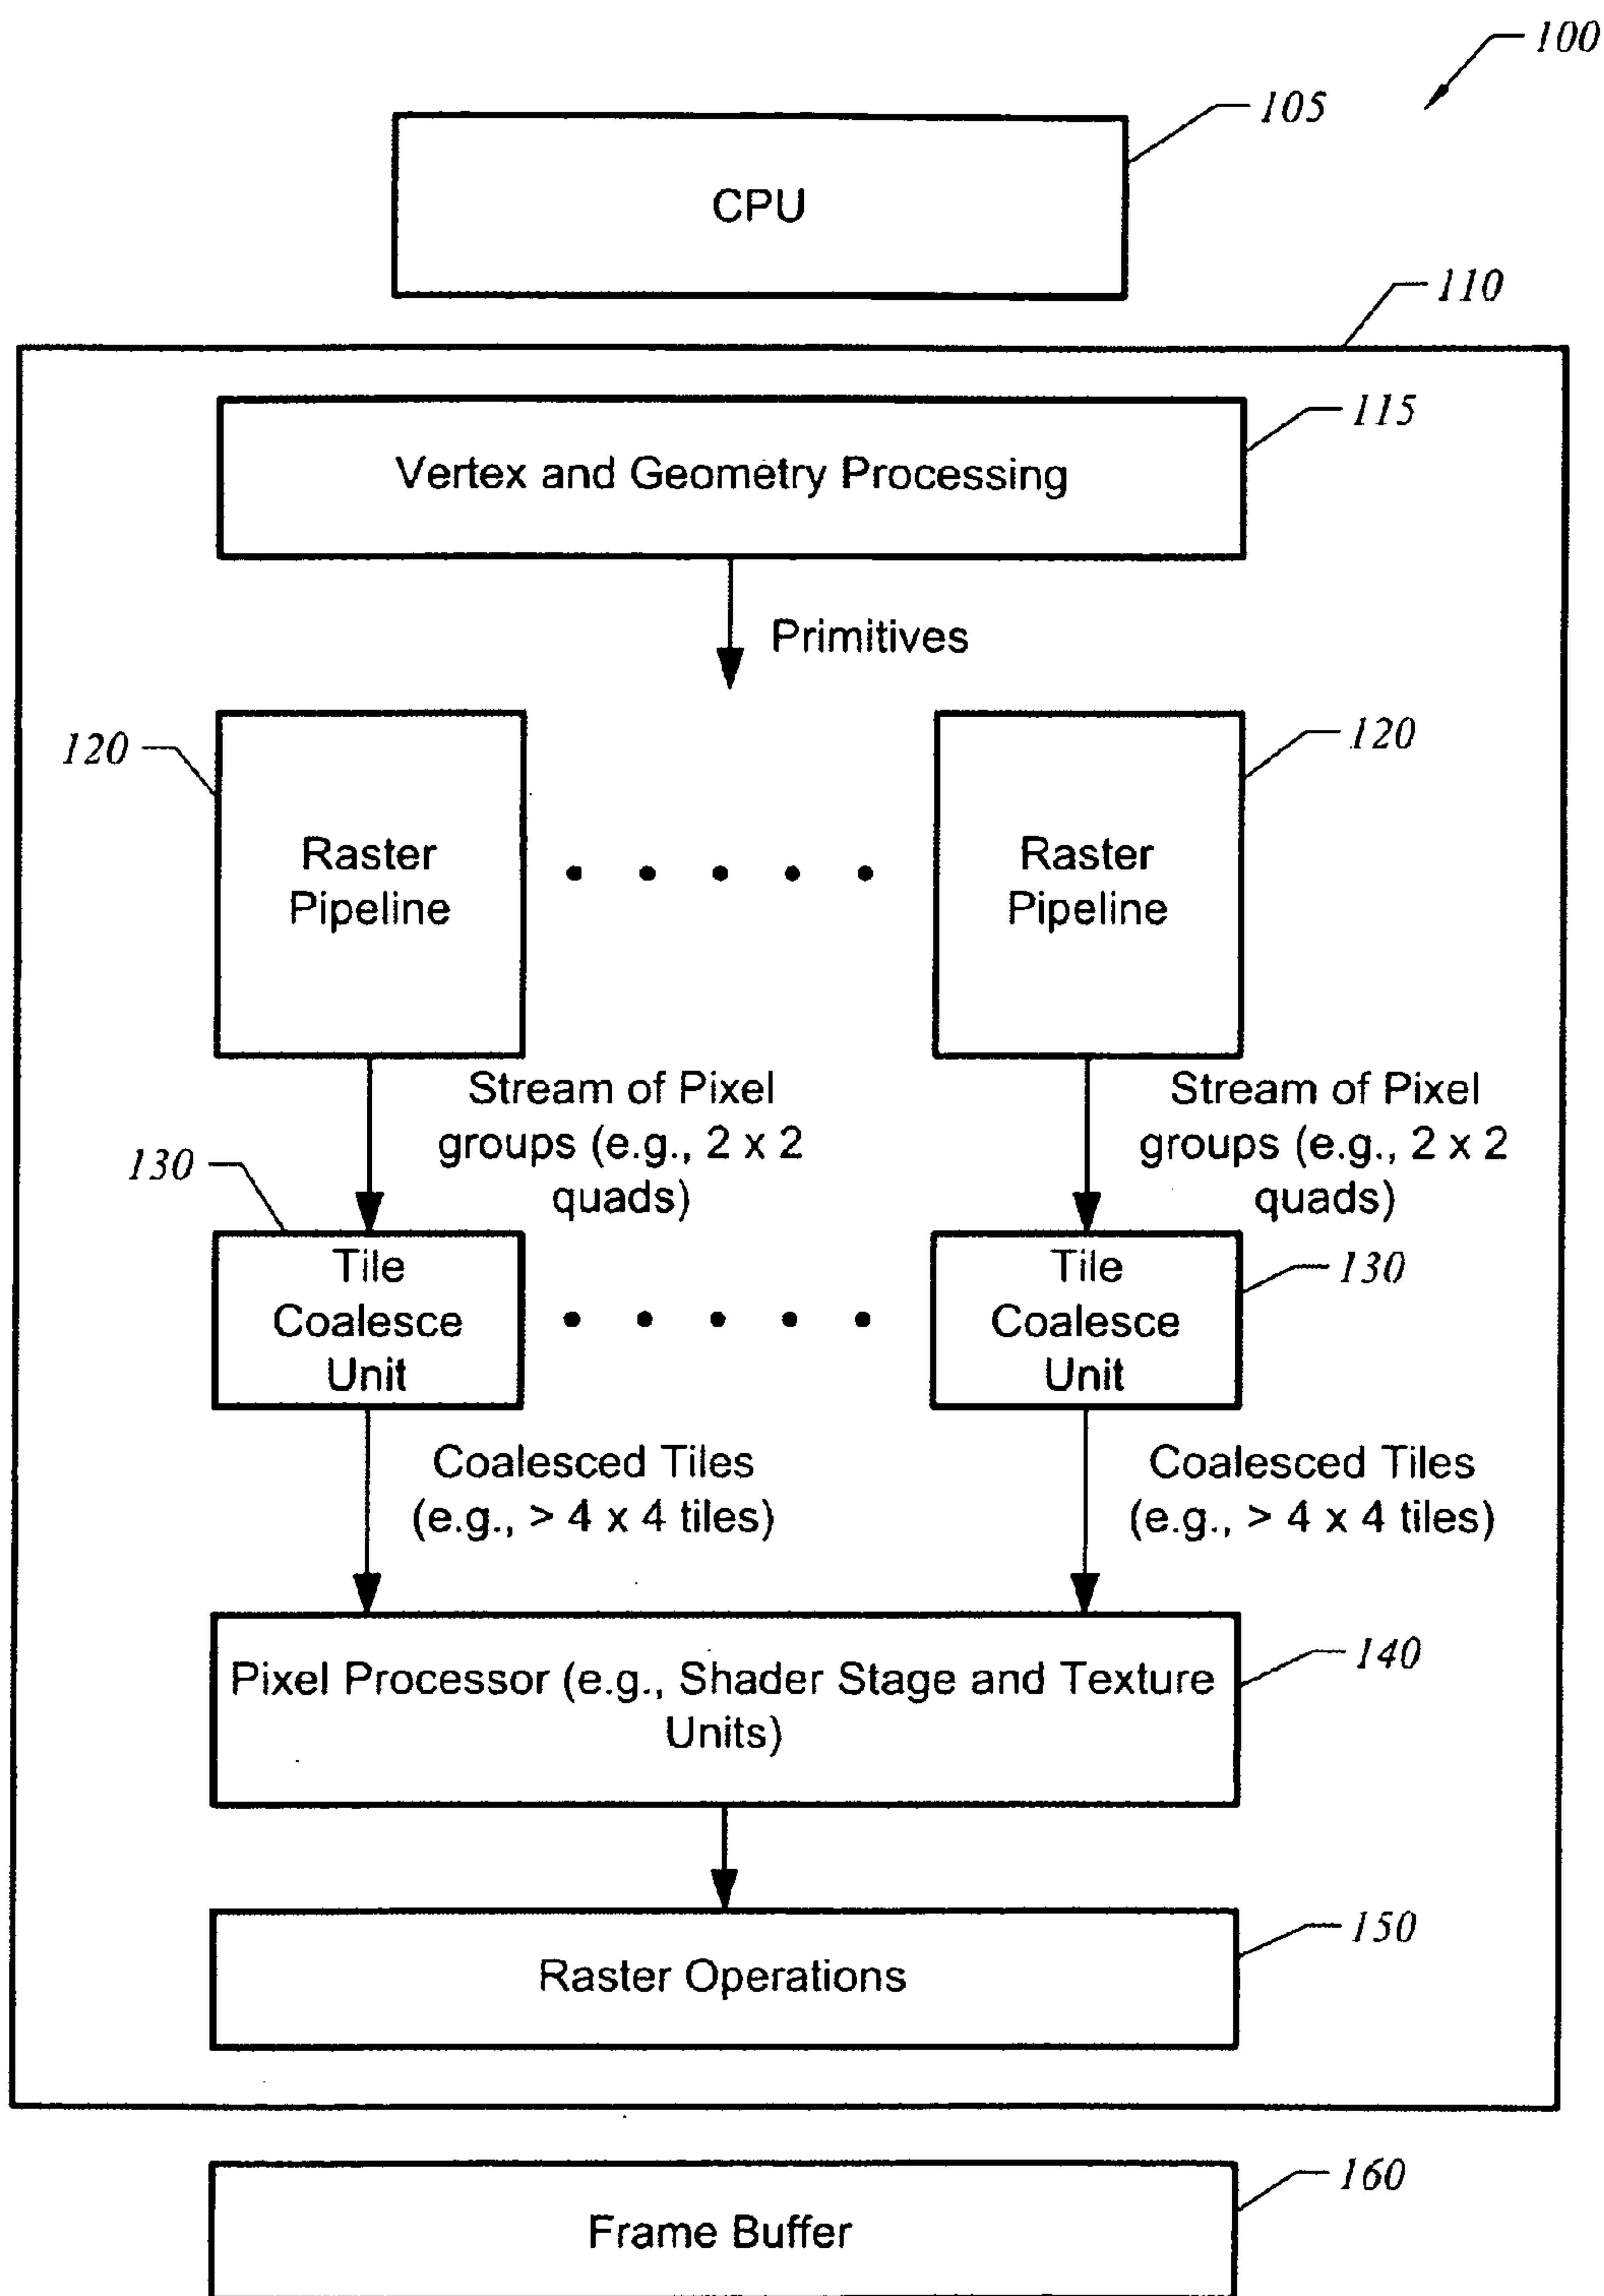 100
105
CPU
110
115
Vertex and Geometry Processing
Primitives
120
120
Raster
Pipeline
Raster
Pipeline
Stream of Pixel
groups (e.g., 2 x 2
quads)
Stream of Pixel
groups (e.g., 2 x 2
quads)
130
Tile
Coalesce
Unit
Tile
Coalesce
Unit
130
Coalesced Tiles
(e.g., > 4 x 4 tiles)
Coalesced Tiles
(e.g., > 4 x 4 tiles)
140
Pixel Processor (e.g., Shader Stage and Texture
Units)
150
Raster Operations
160
Frame Buffer